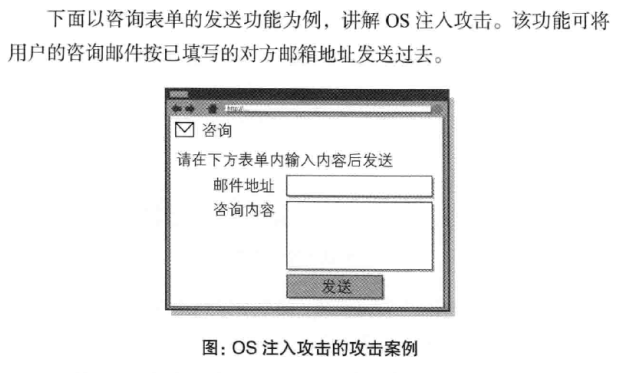 下面以咨询表单的发送功能为例，讲解 OS 注入攻击。该功能可将
用户的咨询邮件按已填写的对方邮箱地址发送过去。
http://...
咨询
请在下方表单内输入内容后发送
邮件地址
咨询内容
发送
图：OS 注入攻击的攻击案例